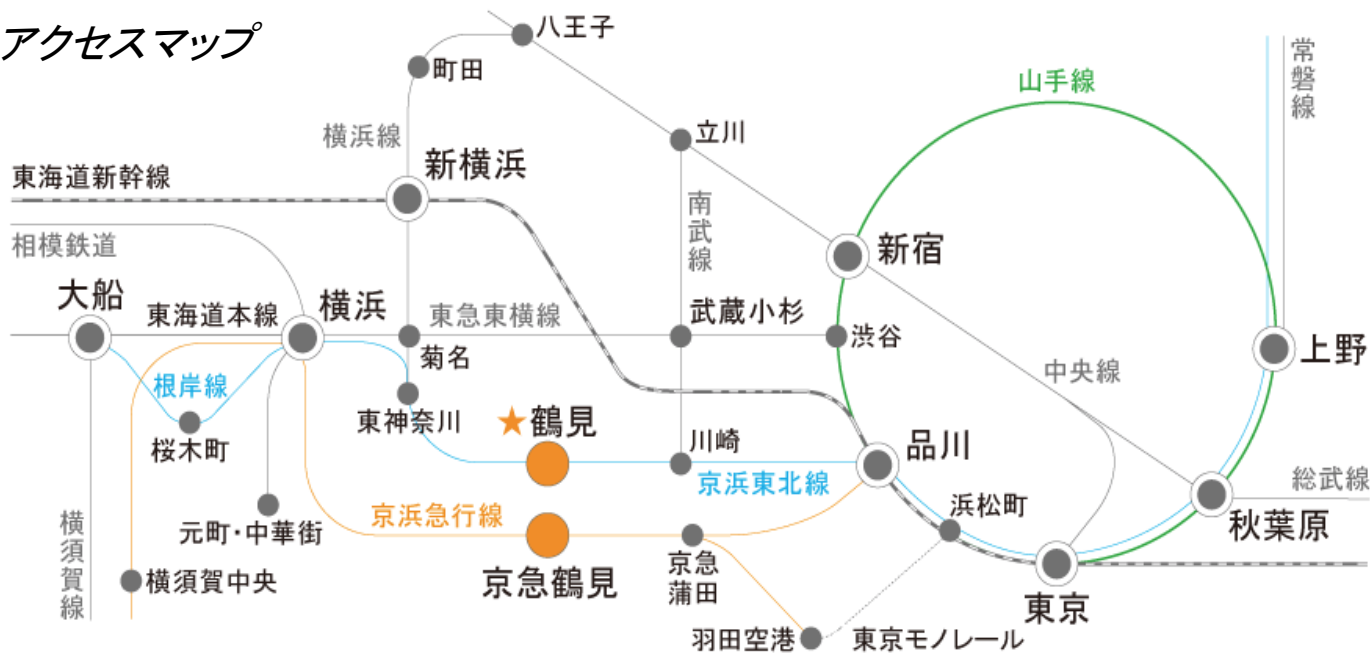 アクセスマップ
八王子
町田
常磐線
山手線
横浜線
立川
新横浜
東海道新幹線
南武線
相模鉄道
新宿
大船
東海道本線
横浜
東急東横線
武蔵小杉
渋谷
菊名
上野
中央線
根岸線
東神奈川
★鶴見
川崎
品川
桜木町
京浜東北線
総武線
浜松町
秋葉原
京浜急行線
元町・中華街
横須賀線
横須賀中央
京急鶴見
京急
蒲田
東京
羽田空港
東京モノレール